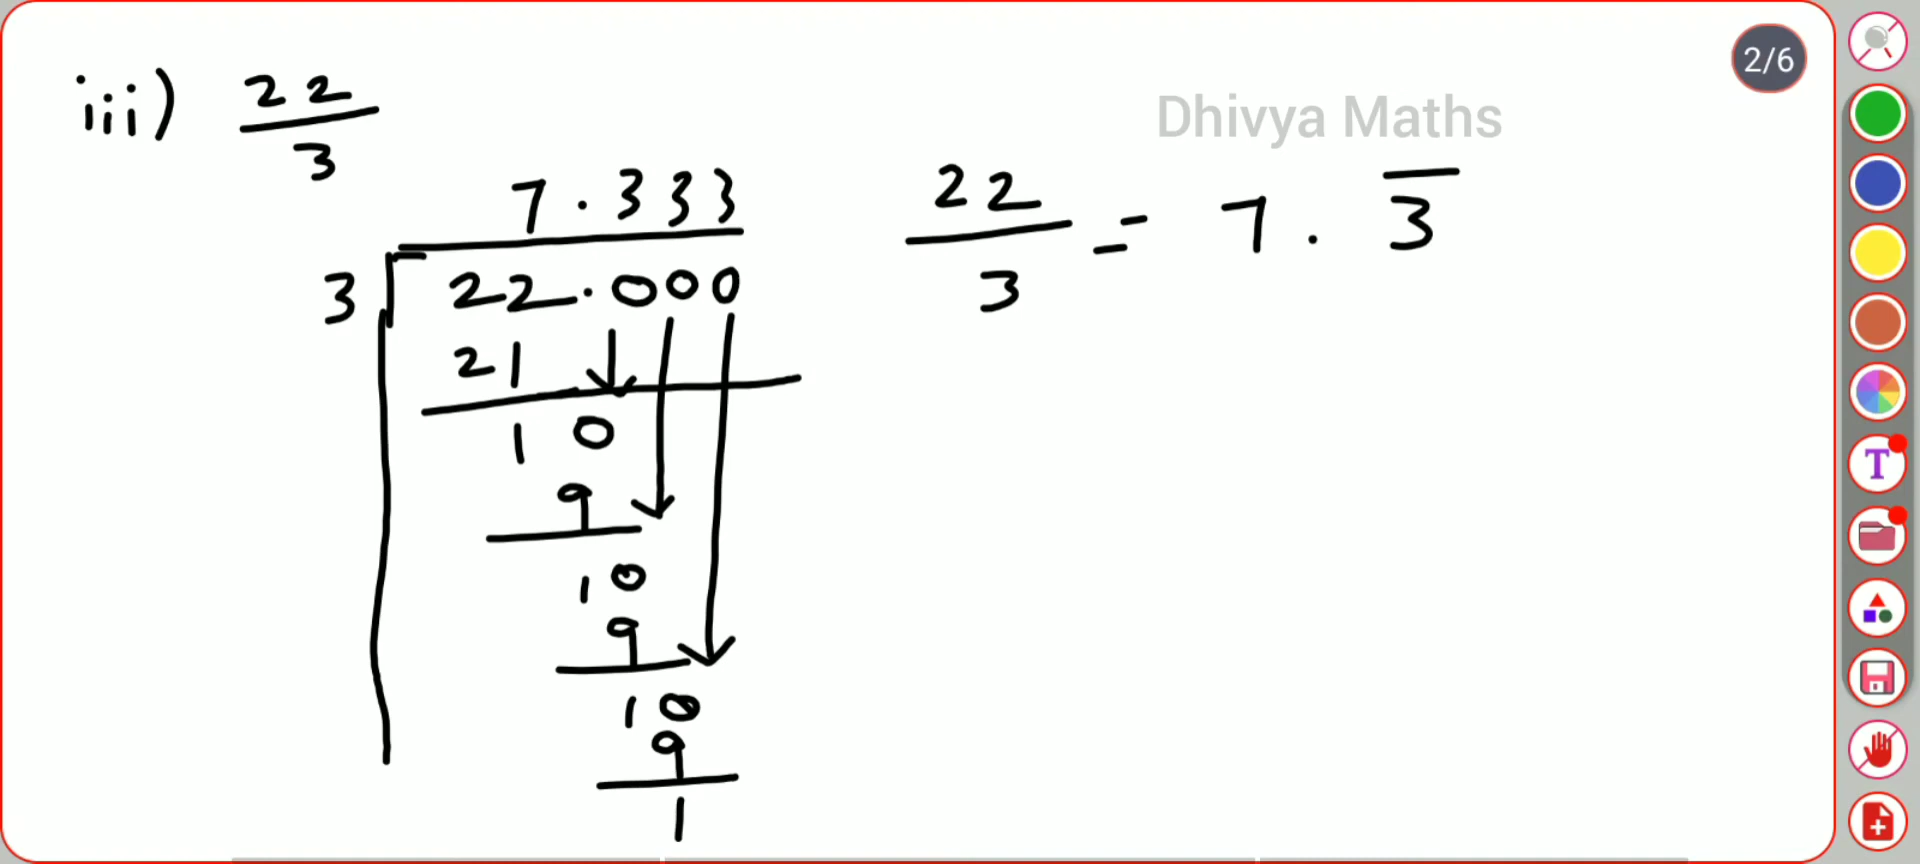 2/6
Dhivya Maths
iii) 22/3
7.333
3 22.000
21
10
9
10
9
10
9
1
22/3 = 7.3̅
T